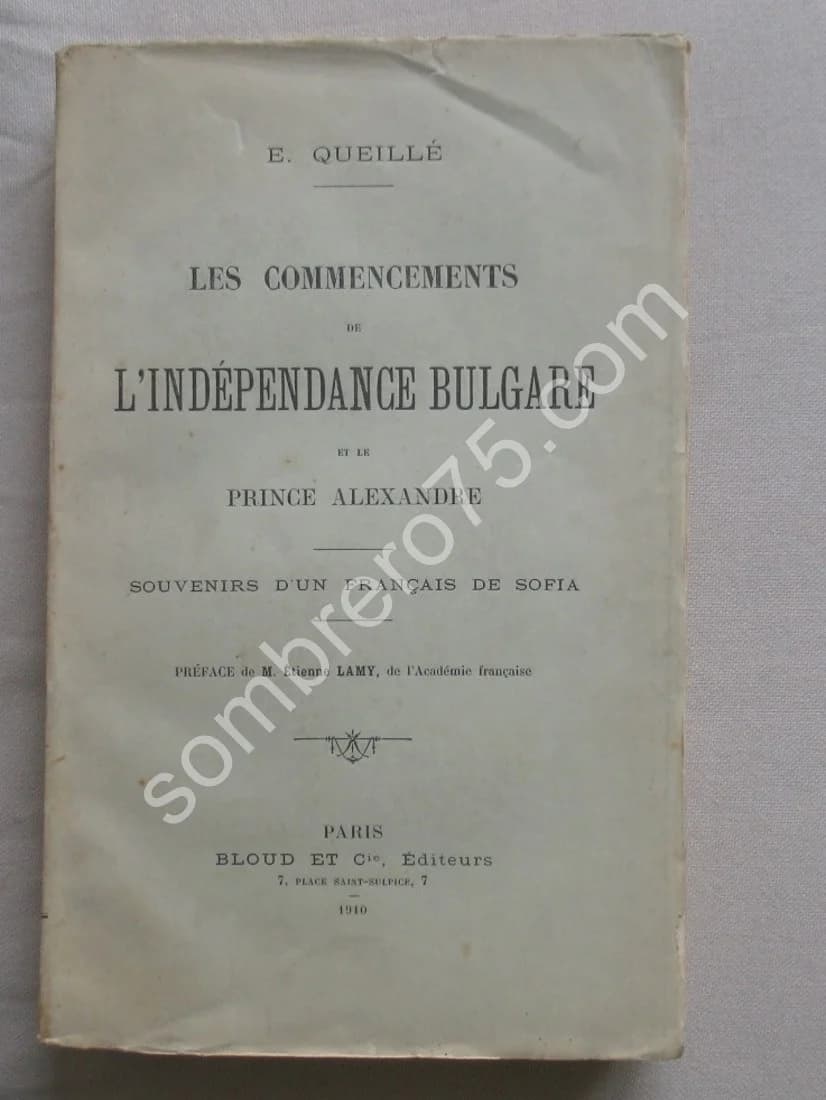 E. QUEILLÉ
LES COMMENCEMENTS
DE
L'INDÉPENDANCE BULGARE
ET LE
PRINCE ALEXANDRE
SOUVENIRS D'UN FRANÇAIS DE SOFIA
PRÉFACE de M. Étienne LAMY, de l'Académie française
PARIS
BLOUD ET Cie, Éditeurs
7, PLACE SAINT-SULPICE, 7
1910
sombrero75.com